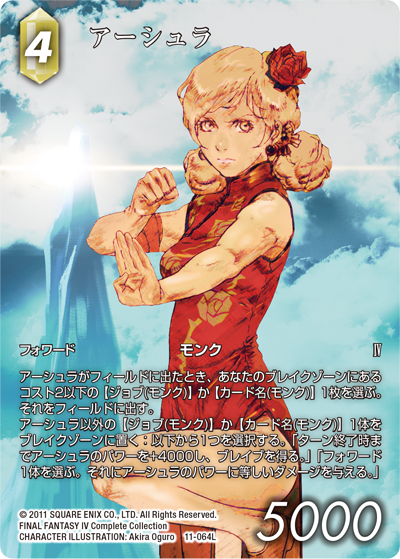 4
アーシュラ
フォワード モンク Ⅳ
アーシュラがフィールドに出たとき、あなたのブレイクゾーンにある
コスト2以下の【ジョブ(モンク)】か【カード名(モンク)】1枚を選ぶ。
それをフィールドに出す。
アーシュラ以外の【ジョブ(モンク)】か【カード名(モンク)】1体を
ブレイクゾーンに置く：以下から1つを選択する。「ターン終了時ま
でアーシュラのパワーを+4000し、ブレイブを得る。」「フォワード
1体を選ぶ。それにアーシュラのパワーに等しいダメージを与える。」
© 2011 SQUARE ENIX CO., LTD. All Rights Reserved.
FINAL FANTASY IV Complete Collection
CHARACTER ILLUSTRATION: Akira Oguro 11-064L
5000